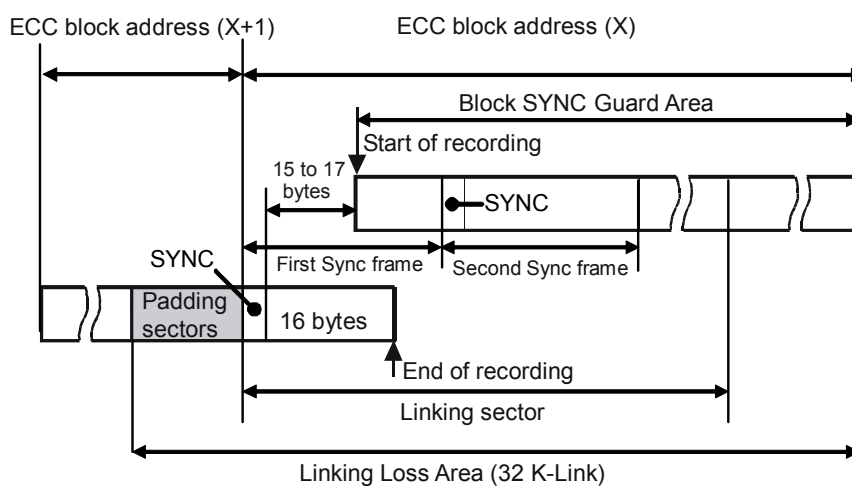 ECC block address (X+1)
ECC block address (X)
Block SYNC Guard Area
Start of recording
15 to 17
bytes
SYNC
First Sync frame
Second Sync frame
SYNC
Padding
sectors
16 bytes
End of recording
Linking sector
Linking Loss Area (32 K-Link)